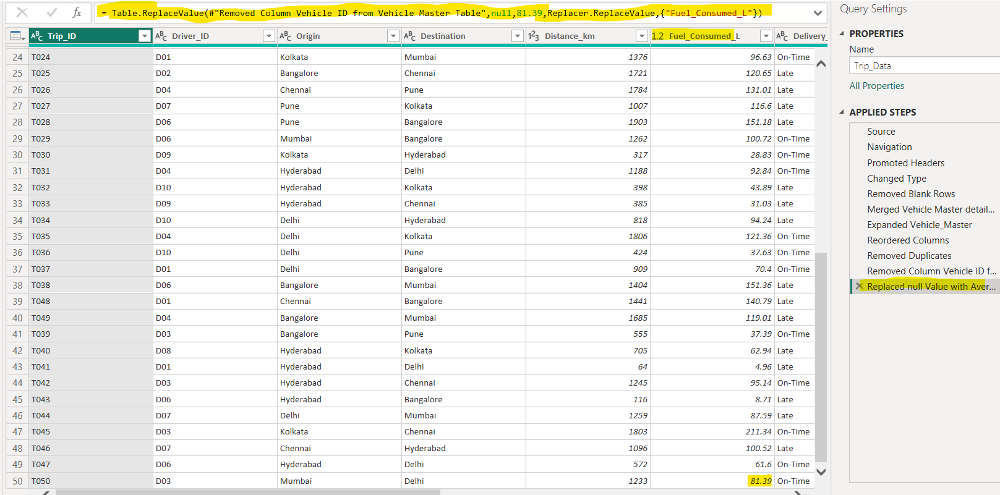 = Table.ReplaceValue(#"Removed Column Vehicle ID from Vehicle Master Table",null,81.39,Replacer.ReplaceValue,{"Fuel_Consumed_L"})
fx
ABC Trip_ID ABC Driver_ID ABC Origin ABC Destination 123 Distance_km 1.2 Fuel_Consumed_L ABC Delivery_
24 T024 D01 Kolkata Mumbai 1376 96.63 On-Time
25 T025 D02 Bangalore Chennai 1721 120.65 Late
26 T026 D04 Chennai Pune 1784 131.01 Late
27 T027 D07 Pune Kolkata 1007 116.6 Late
28 T028 D06 Pune Bangalore 1903 151.18 Late
29 T029 D06 Mumbai Bangalore 1262 100.72 On-Time
30 T030 D09 Kolkata Hyderabad 317 28.83 On-Time
31 T031 D04 Hyderabad Delhi 1188 92.84 On-Time
32 T032 D10 Hyderabad Kolkata 398 43.89 Late
33 T033 D09 Hyderabad Chennai 385 31.03 Late
34 T034 D10 Delhi Hyderabad 818 94.24 Late
35 T035 D04 Delhi Kolkata 1806 121.36 On-Time
36 T036 D10 Delhi Pune 424 37.63 On-Time
37 T037 D01 Delhi Bangalore 909 70.4 On-Time
38 T038 D06 Bangalore Mumbai 1404 151.36 Late
39 T048 D01 Chennai Bangalore 1441 140.79 Late
40 T049 D04 Bangalore Mumbai 1685 119.01 Late
41 T039 D03 Bangalore Pune 555 37.39 On-Time
42 T040 D08 Hyderabad Kolkata 705 62.94 Late
43 T041 D01 Hyderabad Delhi 64 4.96 Late
44 T042 D03 Hyderabad Chennai 1245 95.14 On-Time
45 T043 D06 Hyderabad Bangalore 116 8.71 Late
46 T044 D07 Delhi Mumbai 1259 87.59 Late
47 T045 D03 Kolkata Chennai 1803 211.34 On-Time
48 T046 D07 Chennai Hyderabad 1096 100.52 Late
49 T047 D06 Hyderabad Delhi 572 61.6 On-Time
50 T050 D03 Mumbai Delhi 1233 81.39 On-Time
Query Settings
PROPERTIES
Name
Trip_Data
All Properties
APPLIED STEPS
Source
Navigation
Promoted Headers
Changed Type
Removed Blank Rows
Merged Vehicle Master detail...
Expanded Vehicle_Master
Reordered Columns
Removed Duplicates
Removed Column Vehicle ID f...
Replaced null Value with Aver...